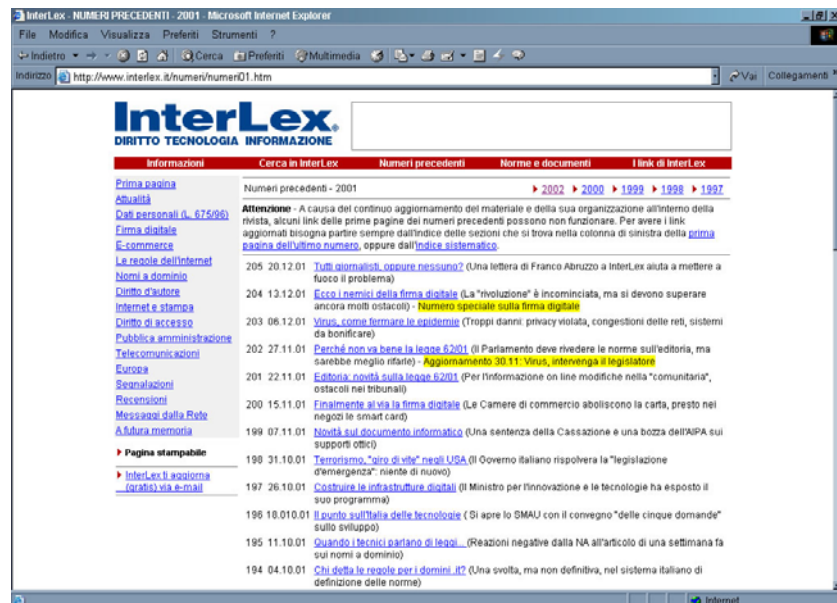 InterLex - NUMERI PRECEDENTI - 2001 - Microsoft Internet Explorer
File Modifica Visualizza Preferiti Strumenti ?
Indietro Cerca Preferiti Multimedia
Indirizzo http://www.interlex.it/numeri/numeri01.htm Vai Collegamenti
InterLex.
DIRITTO TECNOLOGIA INFORMAZIONE
Informazioni Cerca in InterLex Numeri precedenti Norme e documenti I link di InterLex
Prima pagina
Attualità
Dati personali (L. 675/96)
Firma digitale
E-commerce
Le regole dell'internet
Nomi a dominio
Diritto d'autore
Internet e stampa
Diritto di accesso
Pubblica amministrazione
Telecomunicazioni
Europa
Segnalazioni
Recensioni
Messaggi dalla Rete
A futura memoria
Pagina stampabile
InterLex ti aggiorna
(gratis) via e-mail
Numeri precedenti - 2001 2002 2000 1999 1998 1997
Attenzione - A causa del continuo aggiornamento del materiale e della sua organizzazione all'interno della
rivista, alcuni link delle prime pagine dei numeri precedenti possono non funzionare. Per avere i link
aggiornati bisogna partire sempre dall'indice delle sezioni che si trova nella colonna di sinistra della prima
pagina dell'ultimo numero, oppure dall'indice sistematico.
205 20.12.01 Tutti giornalisti, oppure nessuno? (Una lettera di Franco Abruzzo a InterLex aiuta a mettere a
fuoco il problema)
204 13.12.01 Ecco i nemici della firma digitale (La "rivoluzione" è incominciata, ma si devono superare
ancora molti ostacoli) - Numero speciale sulla firma digitale
203 06.12.01 Virus, come fermare le epidemie (Troppi danni: privacy violata, congestioni delle reti, sistemi
da bonificare)
202 27.11.01 Perché non va bene la legge 62/01 (Il Parlamento deve rivedere le norme sull'editoria, ma
sarebbe meglio rifarle) - Aggiornamento 30.11: Virus, intervenga il legislatore
201 22.11.01 Editoria: novità sulla legge 62/01 (Per l'informazione on line modifiche nella "comunitaria",
ostacoli nei tribunali)
200 15.11.01 Finalmente al via la firma digitale (Le Camere di commercio aboliscono la carta, presto nei
negozi le smart card)
199 07.11.01 Novità sul documento informatico (Una sentenza della Cassazione e una bozza dell'AIPA sui
supporti ottici)
198 31.10.01 Terrorismo, "giro di vite" negli USA (Il Governo italiano rispolvera la "legislazione
d'emergenza": niente di nuovo)
197 26.10.01 Costruire le infrastrutture digitali (Il Ministro per l'innovazione e le tecnologie ha esposto il
suo programma)
196 18.010.01 Il punto sull'Italia delle tecnologie ( Si apre lo SMAU con il convegno "delle cinque domande"
sullo sviluppo)
195 11.10.01 Quando i tecnici parlano di leggi... (Reazioni negative dalla NA all'articolo di una settimana fa
sui nomi a dominio)
194 04.10.01 Chi detta le regole per i domini .it? (Una svolta, ma non definitiva, nel sistema italiano di
definizione delle norme)
Internet